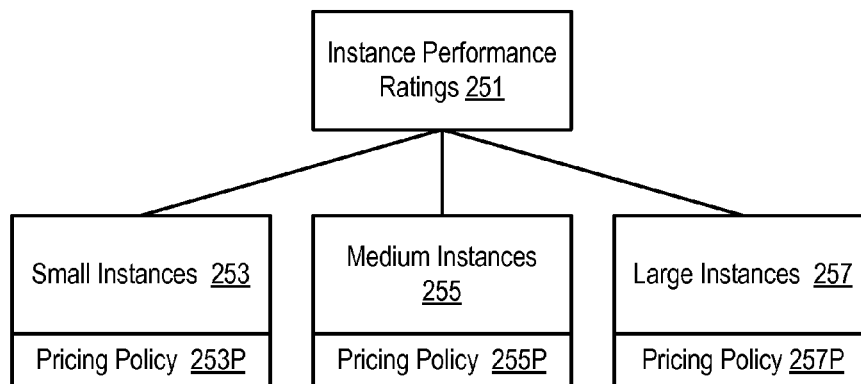 Instance Performance
Ratings 251
Small Instances 253
Medium Instances
255
Large Instances 257
Pricing Policy 253P
Pricing Policy 255P
Pricing Policy 257P